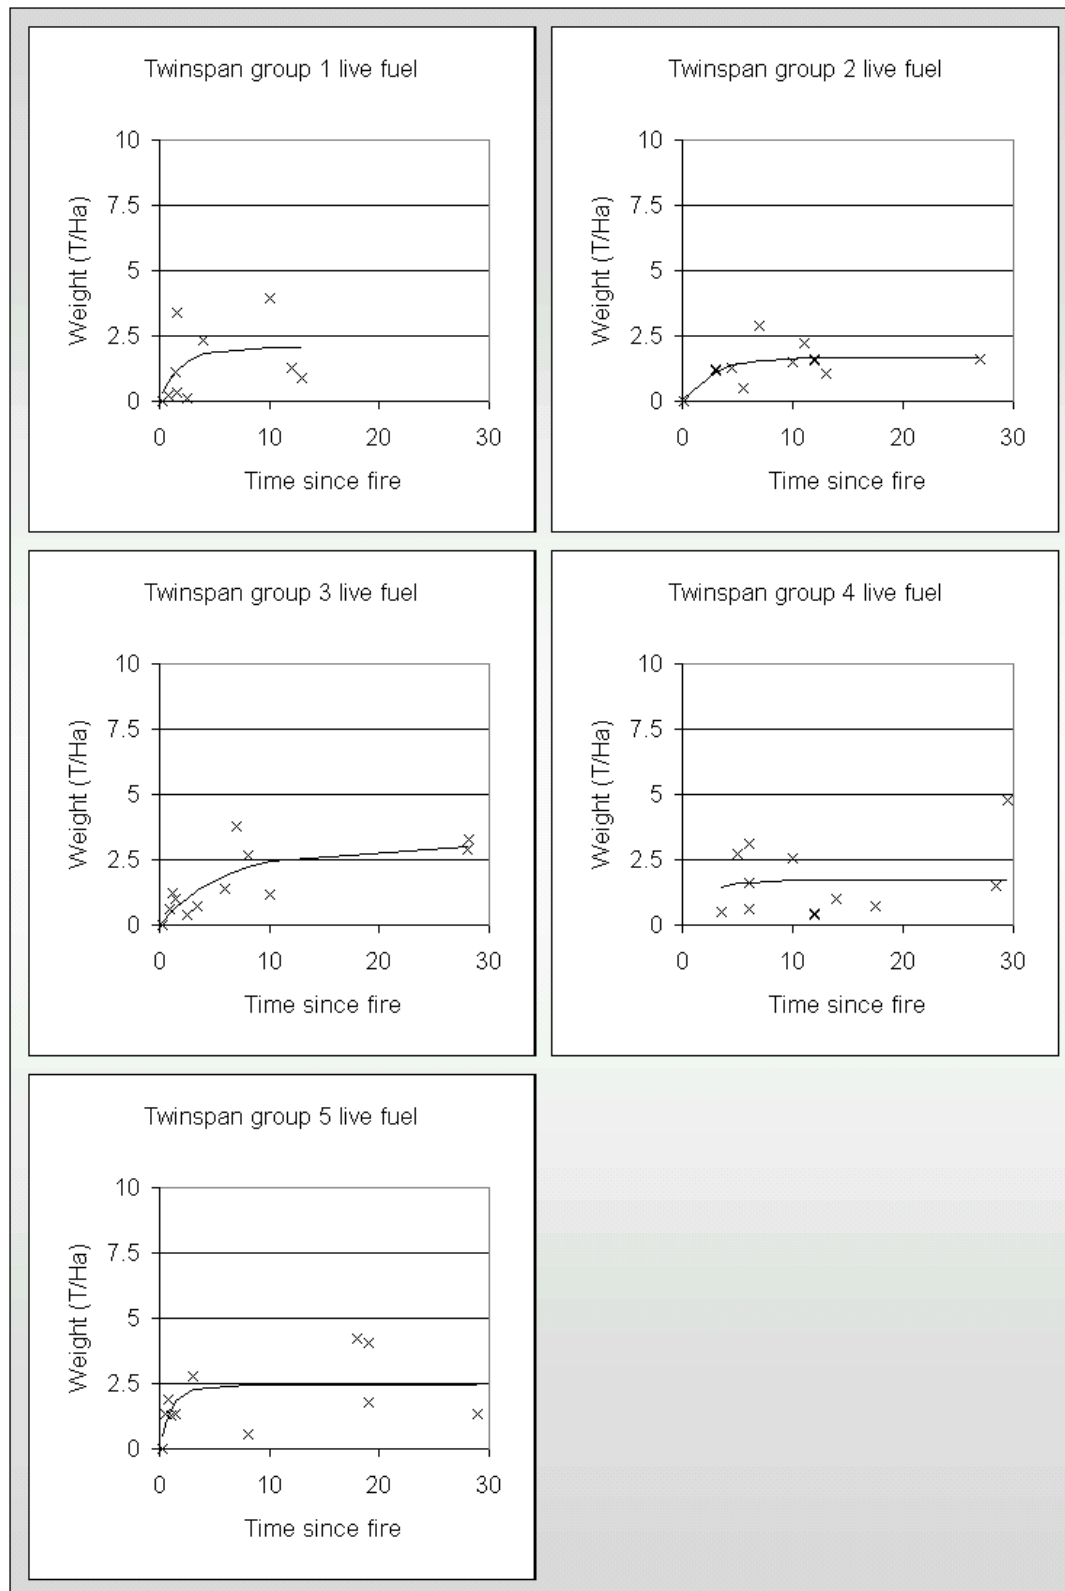 Twinspan group 1 live fuel
10
7.5
5
2.5
0
Weight (T/Ha)
0 10 20 30
Time since fire
Twinspan group 2 live fuel
10
7.5
5
2.5
0
Weight (T/Ha)
0 10 20 30
Time since fire
Twinspan group 3 live fuel
10
7.5
5
2.5
0
Weight (T/Ha)
0 10 20 30
Time since fire
Twinspan group 4 live fuel
10
7.5
5
2.5
0
Weight (T/Ha)
0 10 20 30
Time since fire
Twinspan group 5 live fuel
10
7.5
5
2.5
0
Weight (T/Ha)
0 10 20 30
Time since fire